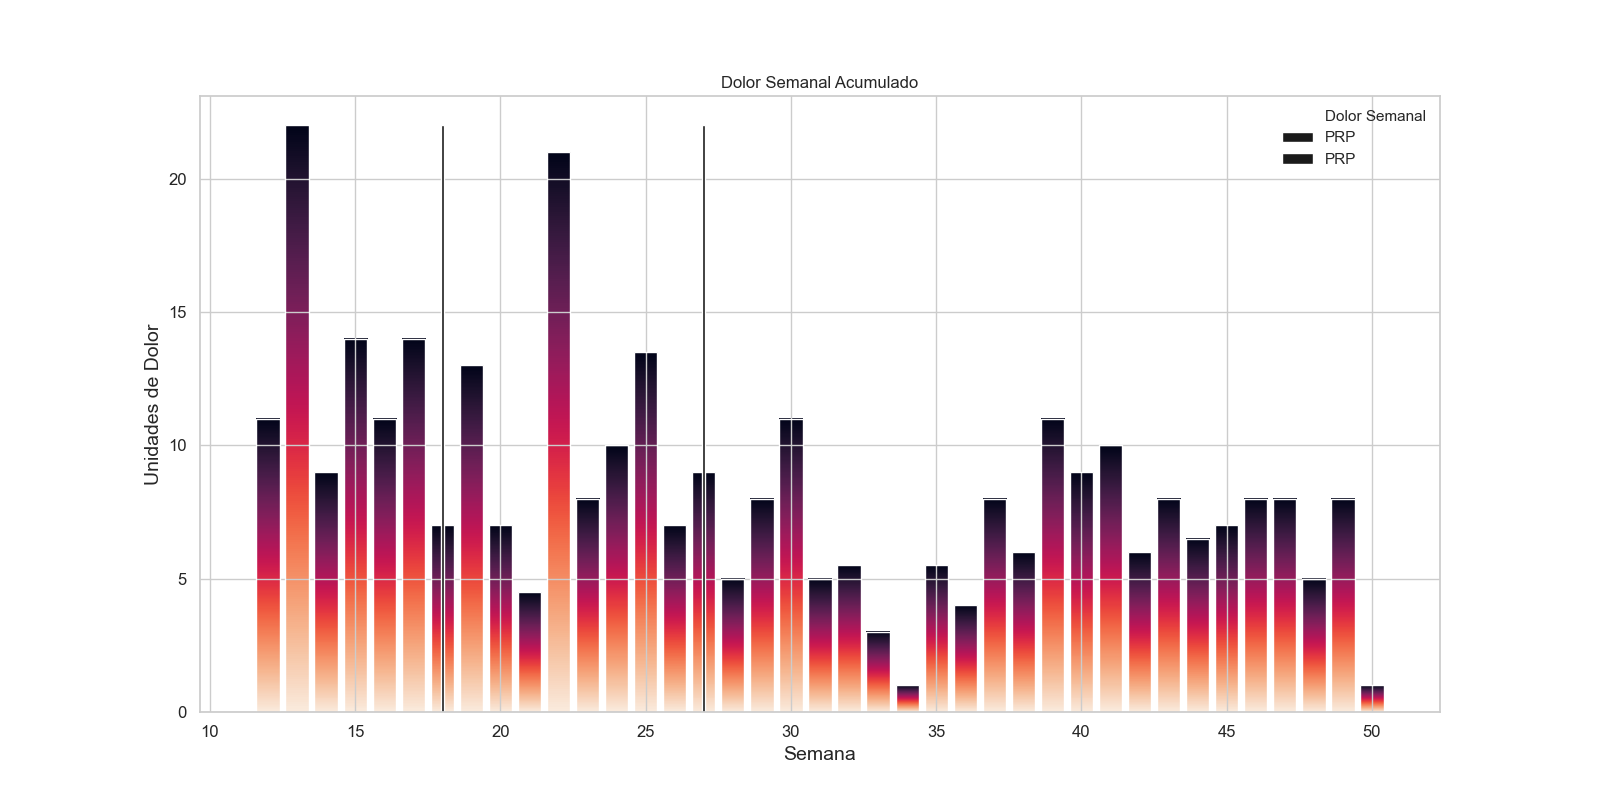 Dolor Semanal Acumulado
Dolor Semanal
PRP
PRP
Unidades de Dolor
20
15
10
5
0
10 15 20 25 30 35 40 45 50
Semana